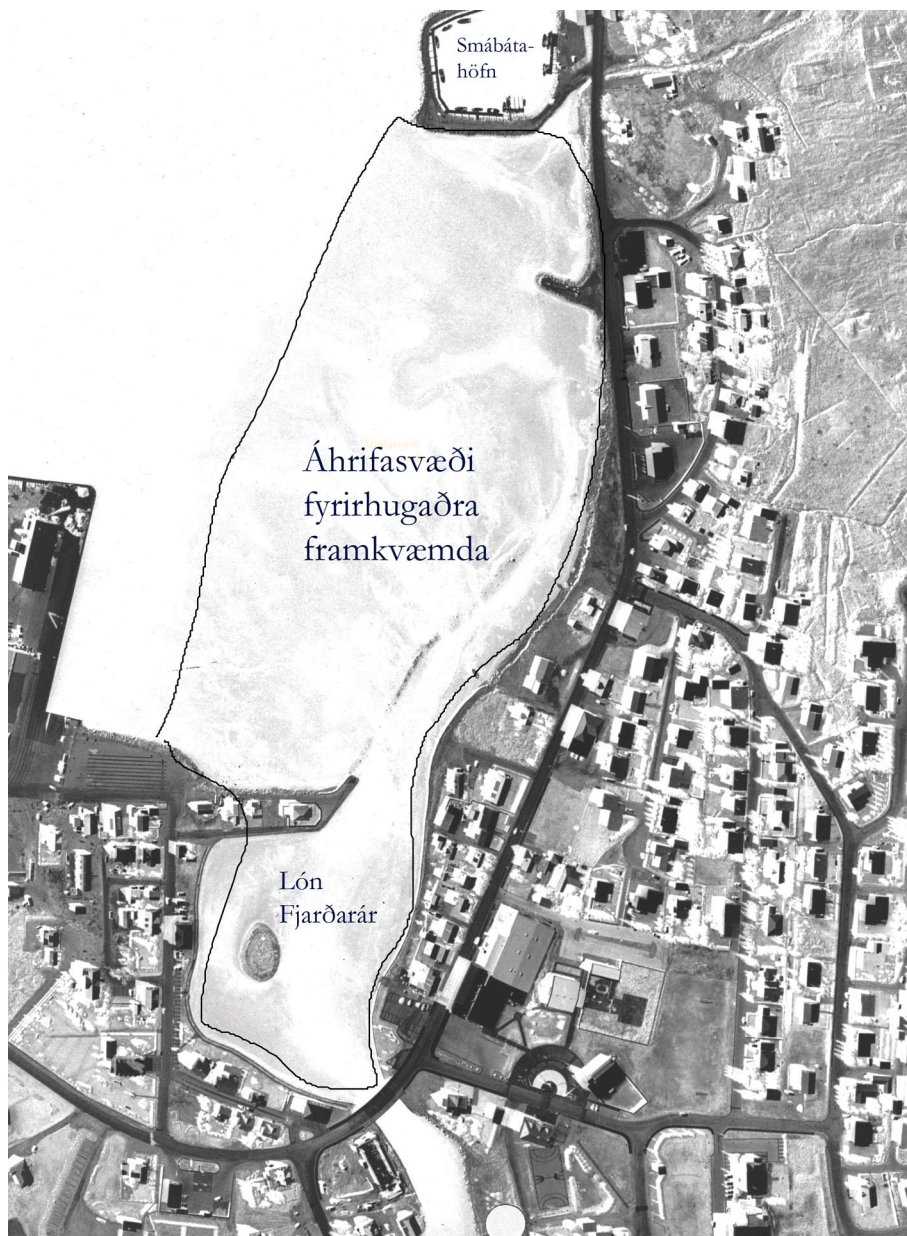 Smábáta-
höfn
Áhrifasvæði
fyrirhugaðra
framkvæmda
Lón
Fjarðarár